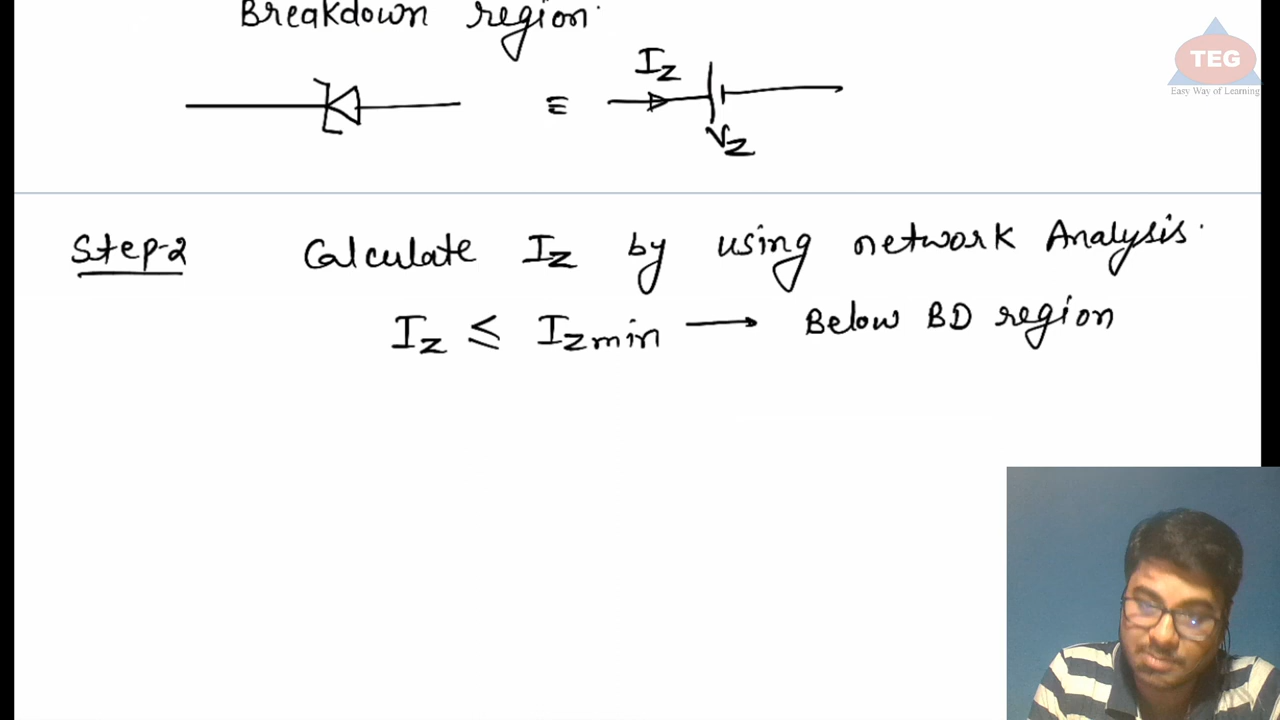 Breakdown region.
TEG
Easy Way of Learning
≡ Iz
Vz
Step-2 Calculate Iz by using network Analysis.
Iz ≤ Izmin → Below BD region